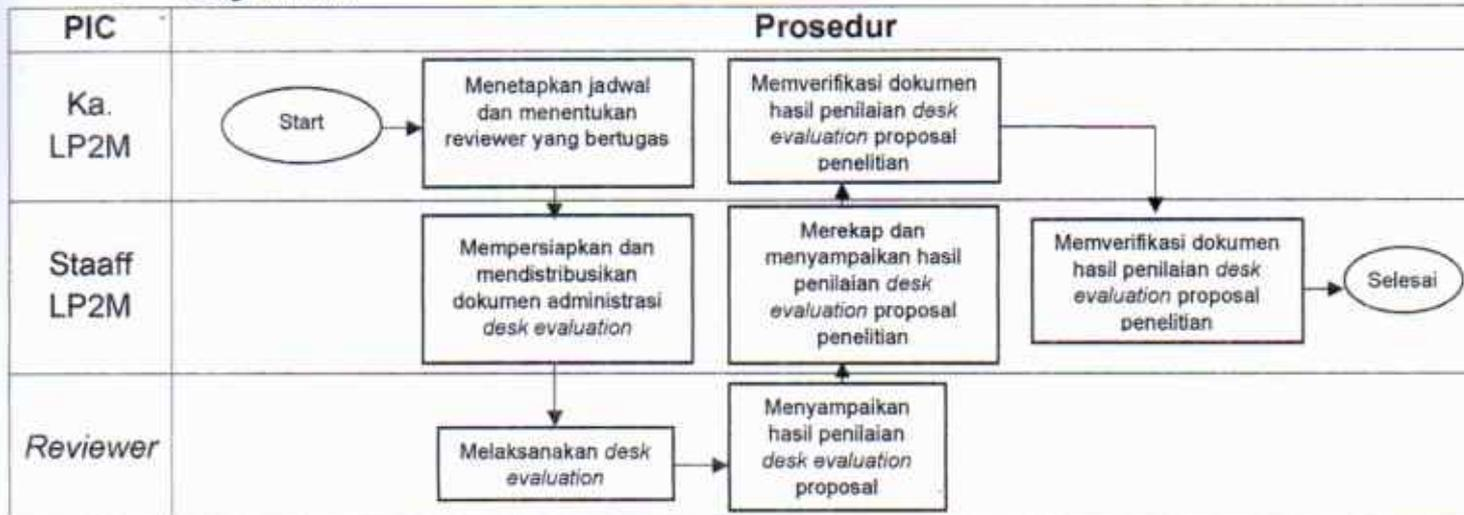 PIC
Prosedur
Ka.
LP2M
Start
Menetapkan jadwal
dan menentukan
reviewer yang bertugas
Memverifikasi dokumen
hasil penilaian desk
evaluation proposal
penelitian
Staaff
LP2M
Mempersiapkan dan
mendistribusikan
dokumen administrasi
desk evaluation
Merekap dan
menyampaikan hasil
penilaian desk
evaluation proposal
penelitian
Memverifikasi dokumen
hasil penilaian desk
evaluation proposal
penelitian
Selesai
Reviewer
Melaksanakan desk
evaluation
Menyampaikan
hasil penilaian
desk evaluation
proposal